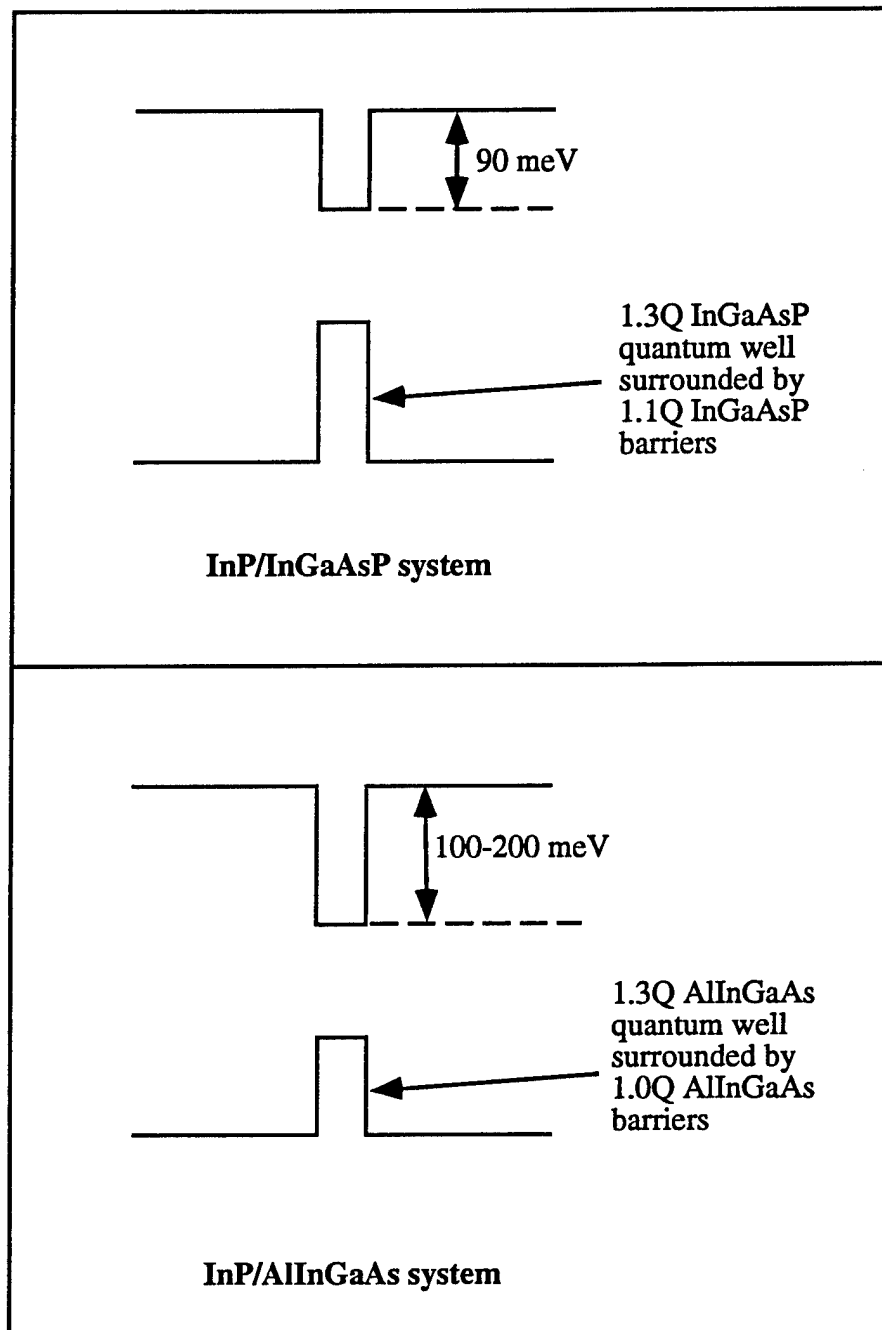 90 meV
1.3Q InGaAsP
quantum well
surrounded by
1.1Q InGaAsP
barriers
InP/InGaAsP system
100-200 meV
1.3Q AlInGaAs
quantum well
surrounded by
1.0Q AlInGaAs
barriers
InP/AlInGaAs system